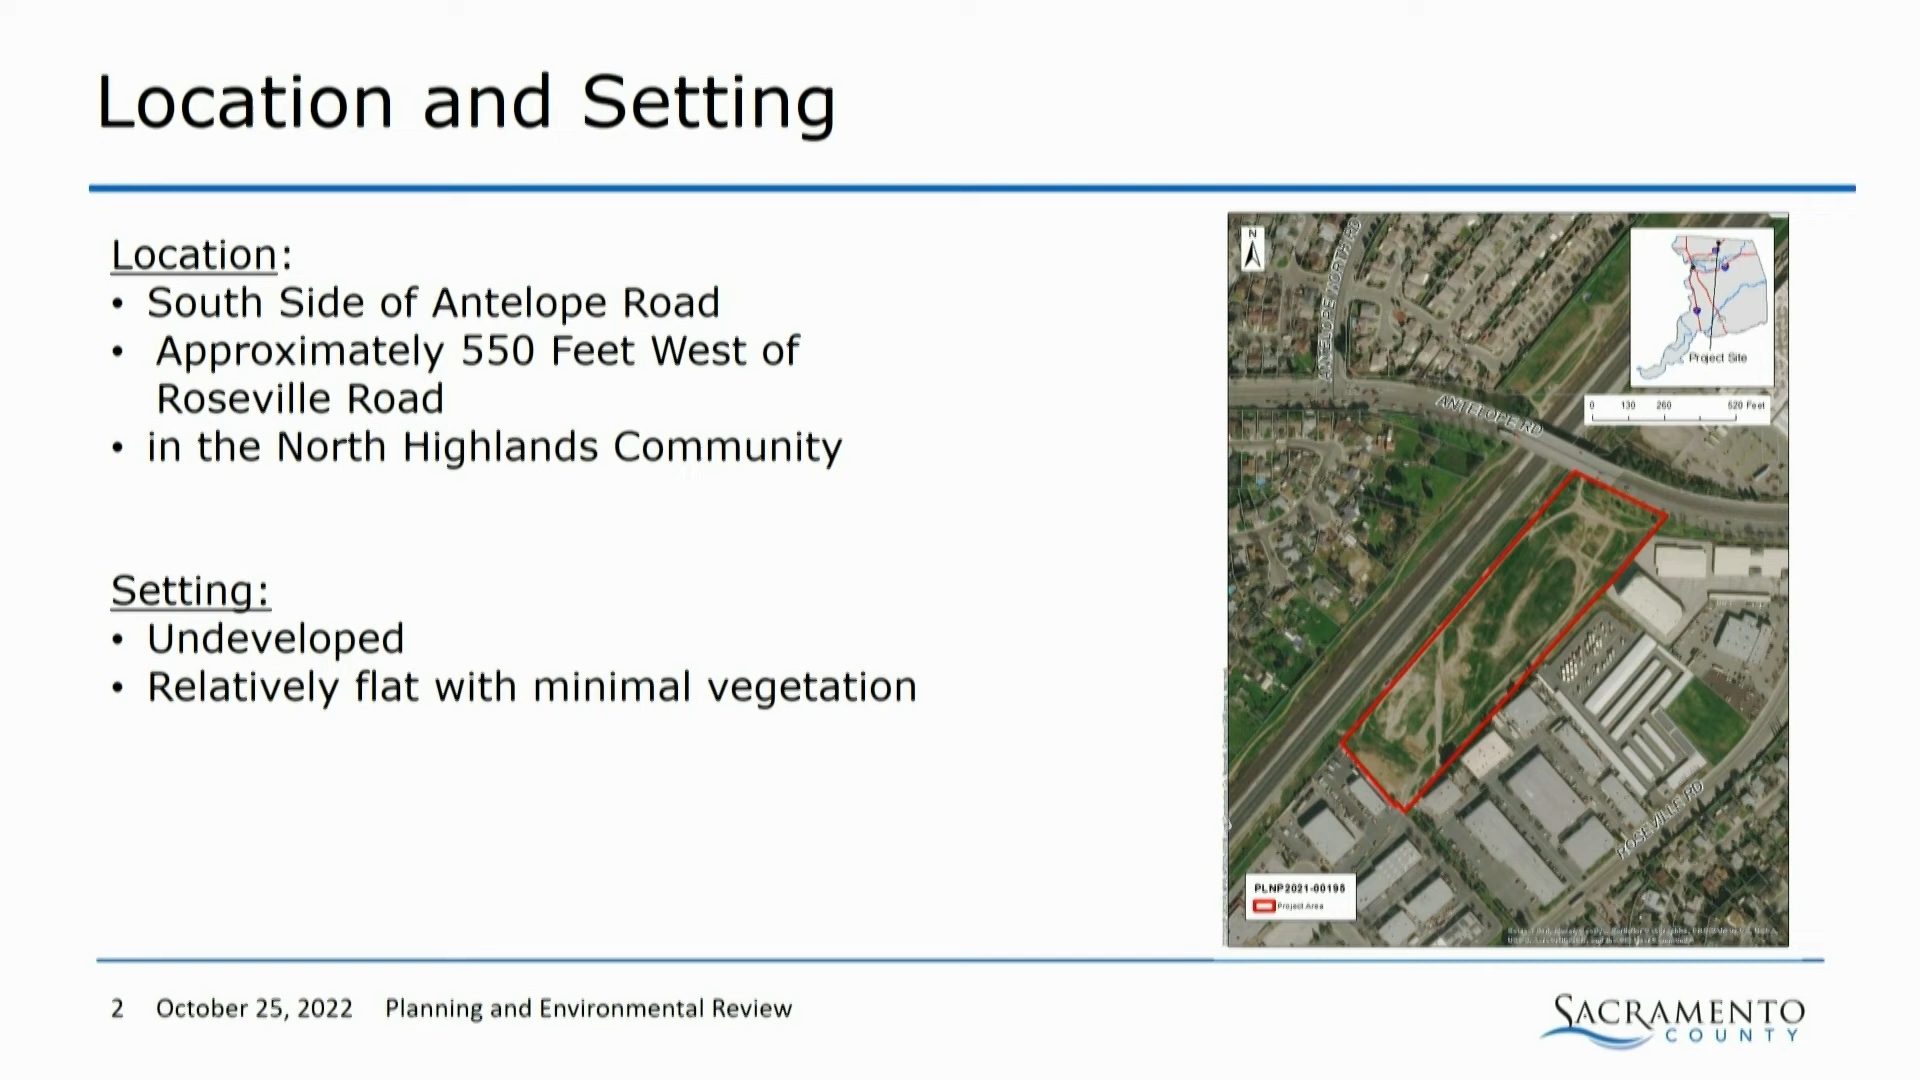 Location and Setting
Location:
• South Side of Antelope Road
• Approximately 550 Feet West of
Roseville Road
• in the North Highlands Community
Setting:
• Undeveloped
• Relatively flat with minimal vegetation
N
ANTELOPE NORTH RD
ANTELOPE RD
Project Site
0 130 260 520 Feet
ROSEVILLE RD
PLNP2021-00195
Project Area
2 October 25, 2022 Planning and Environmental Review
SACRAMENTO
COUNTY